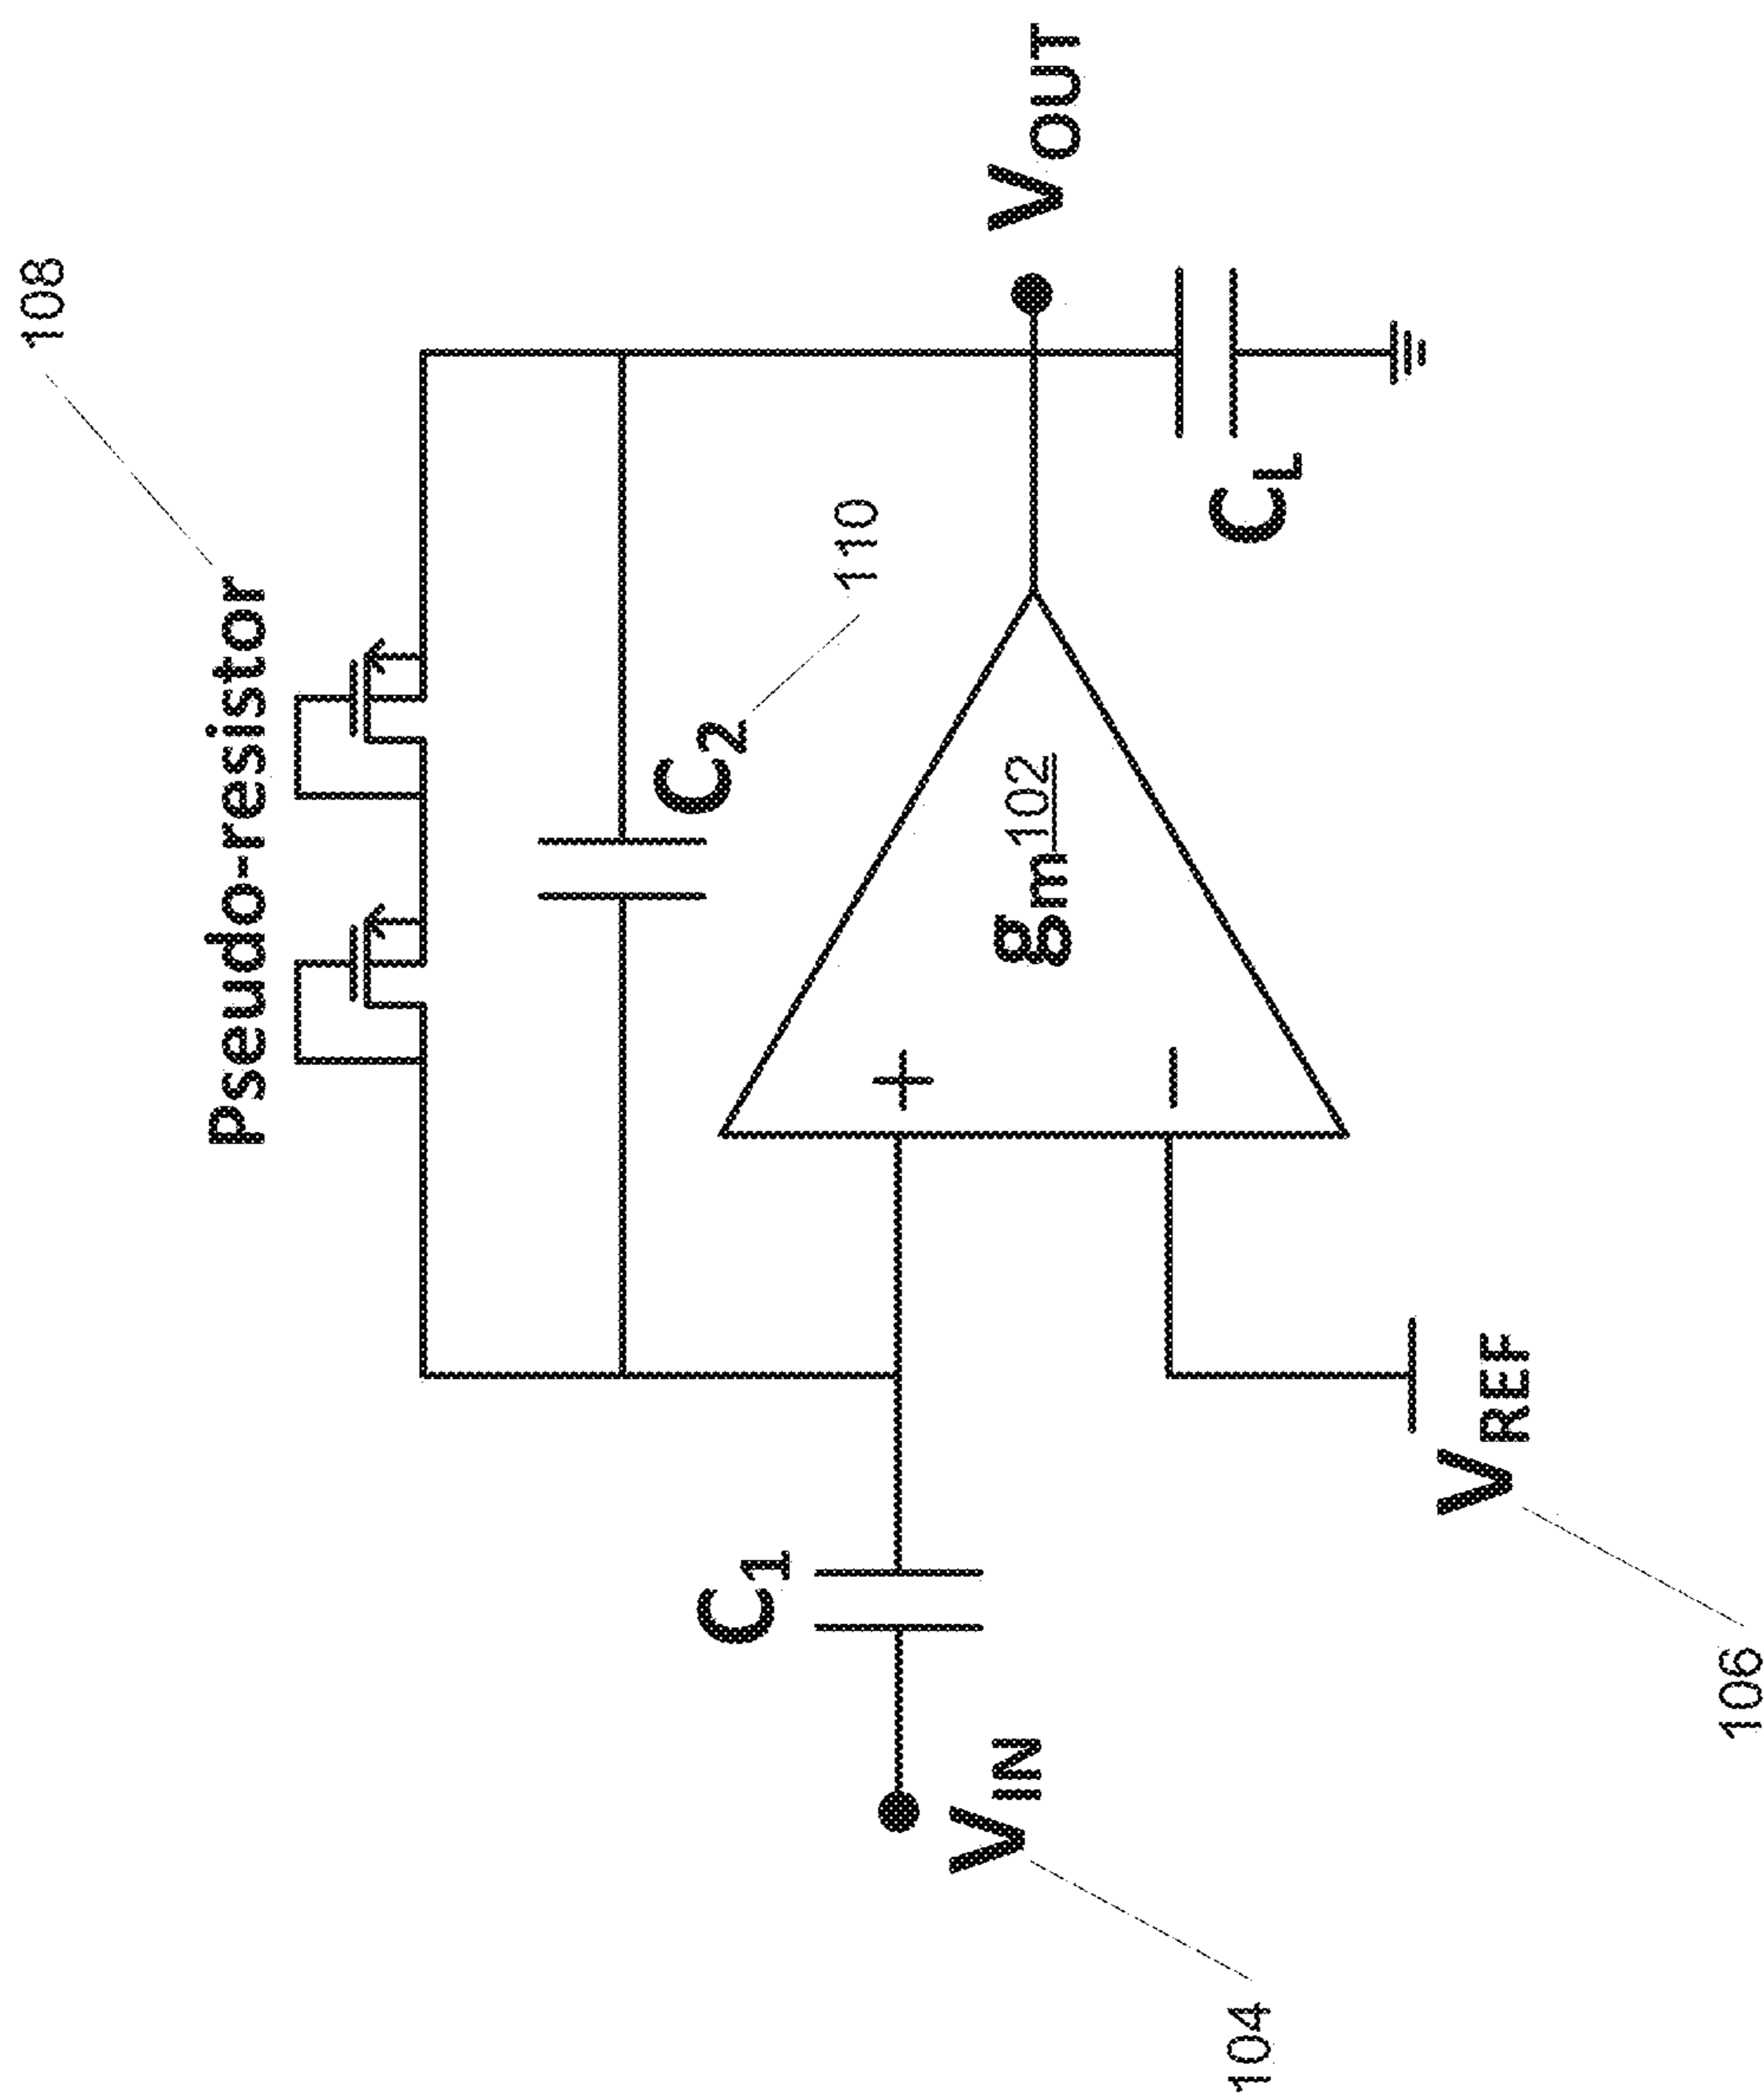 108
Pseudo-resistor
C2
110
gm 102
+
−
C1
VIN
104
VREF
106
VOUT
CL